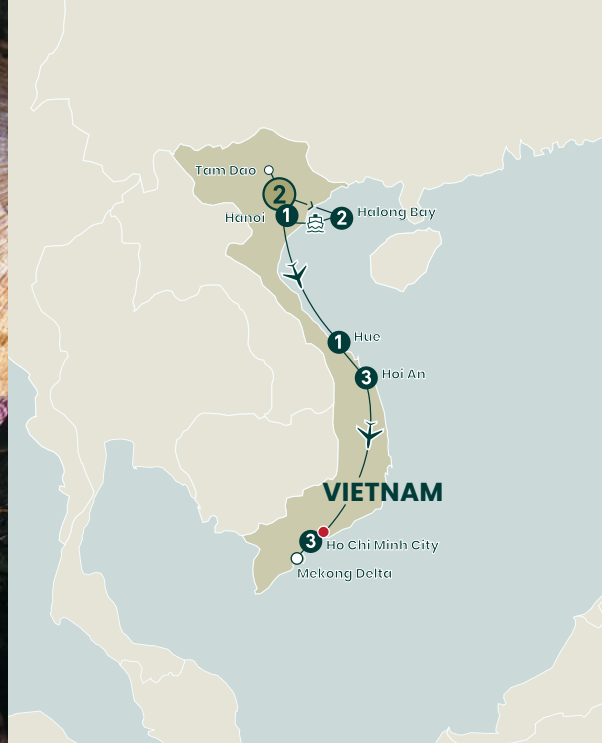 Tam Dao
2
Hanoi
1
2
Halong Bay
1
Hue
3
Hoi An
VIETNAM
3
Ho Chi Minh City
Mekong Delta